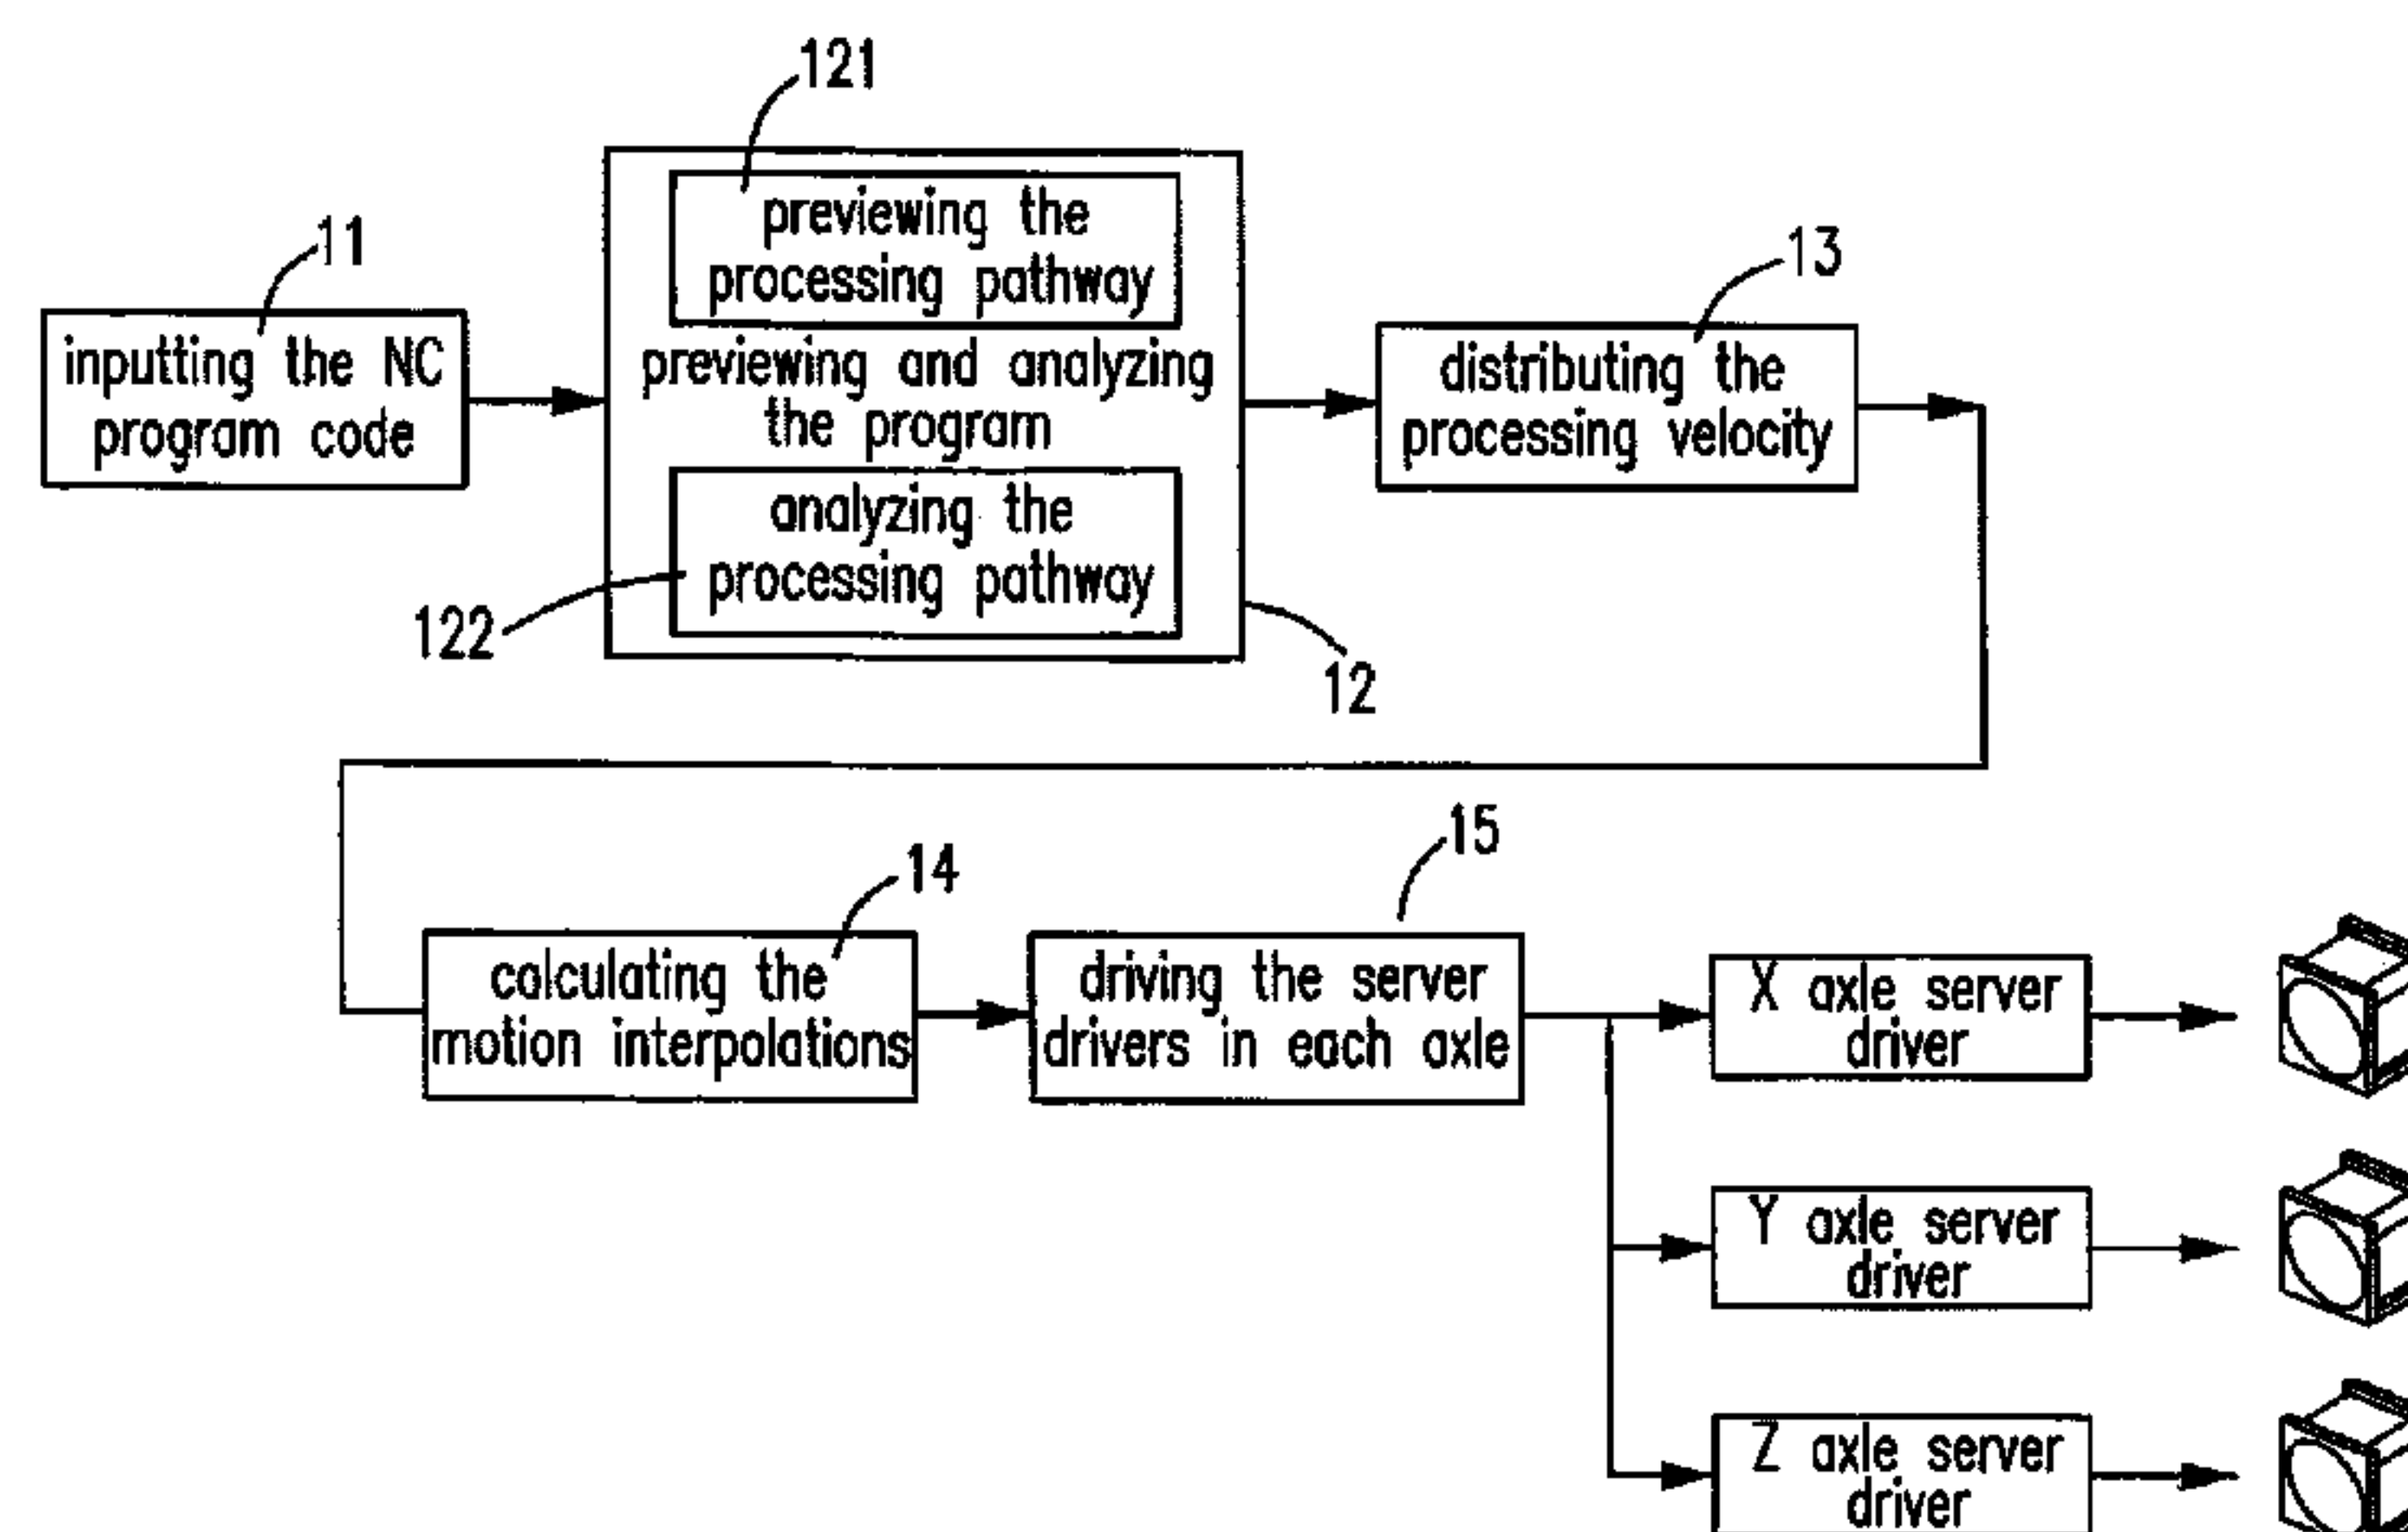 121
11
previewing the
processing pathway
13
inputting the NC
program code
previewing and analyzing
the program
distributing the
processing velocity
analyzing the
processing pathway
122
12
14
15
calculating the
motion interpolations
driving the server
drivers in each axle
X axle server
driver
Y axle server
driver
Z axle server
driver